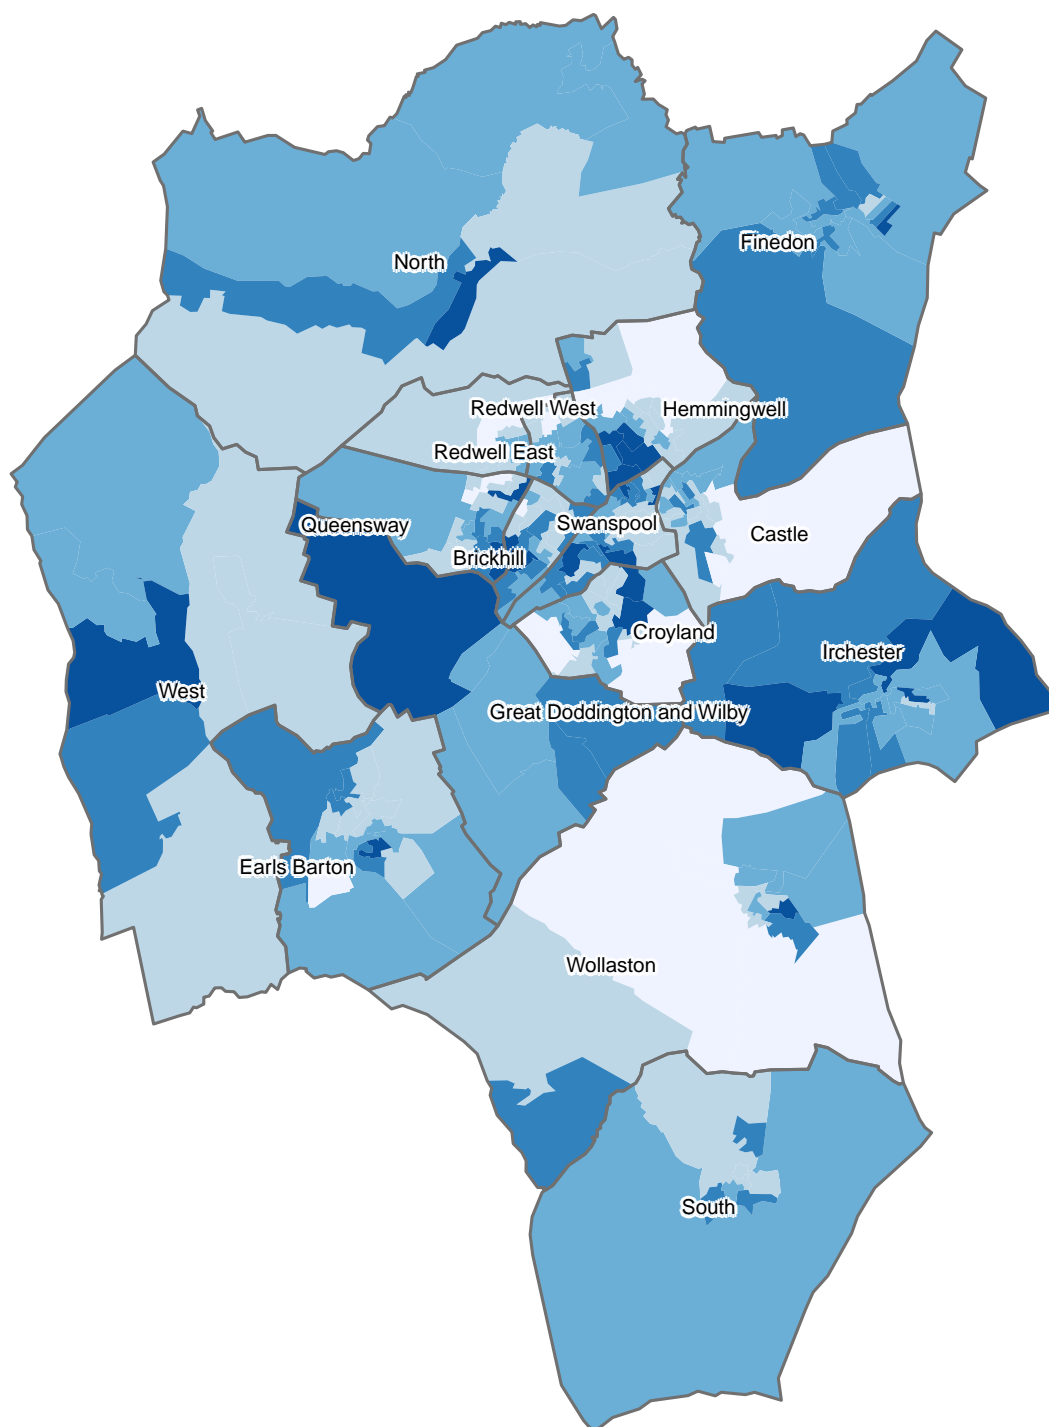 Finedon
North
Redwell West
Hemmingwell
Redwell East
Queensway
Swanspool
Castle
Brickhill
Croyland
Irchester
West
Great Doddington and Wilby
Earls Barton
Wollaston
South